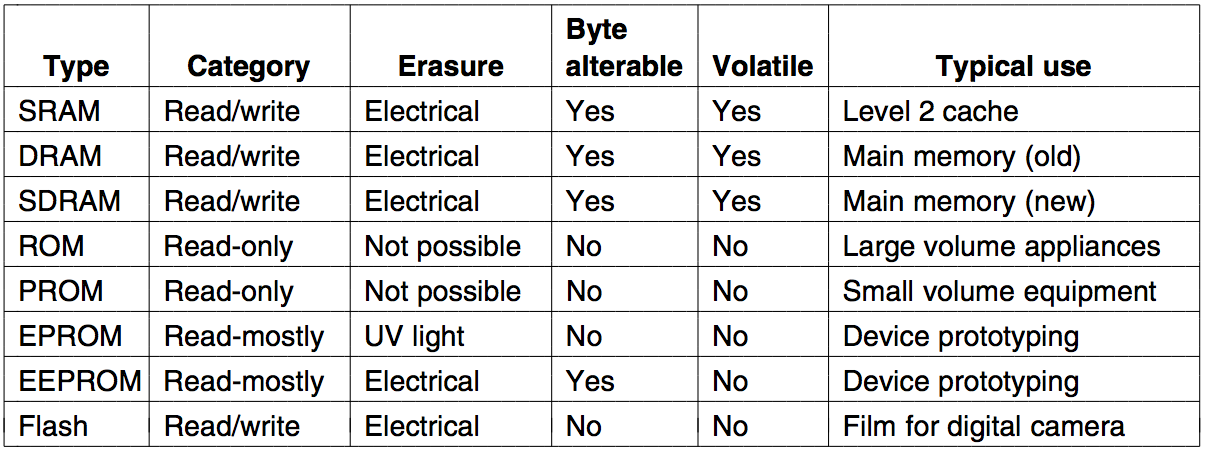 Type Category Erasure Byte alterable Volatile Typical use
SRAM Read/write Electrical Yes Yes Level 2 cache
DRAM Read/write Electrical Yes Yes Main memory (old)
SDRAM Read/write Electrical Yes Yes Main memory (new)
ROM Read-only Not possible No No Large volume appliances
PROM Read-only Not possible No No Small volume equipment
EPROM Read-mostly UV light No No Device prototyping
EEPROM Read-mostly Electrical Yes No Device prototyping
Flash Read/write Electrical No No Film for digital camera